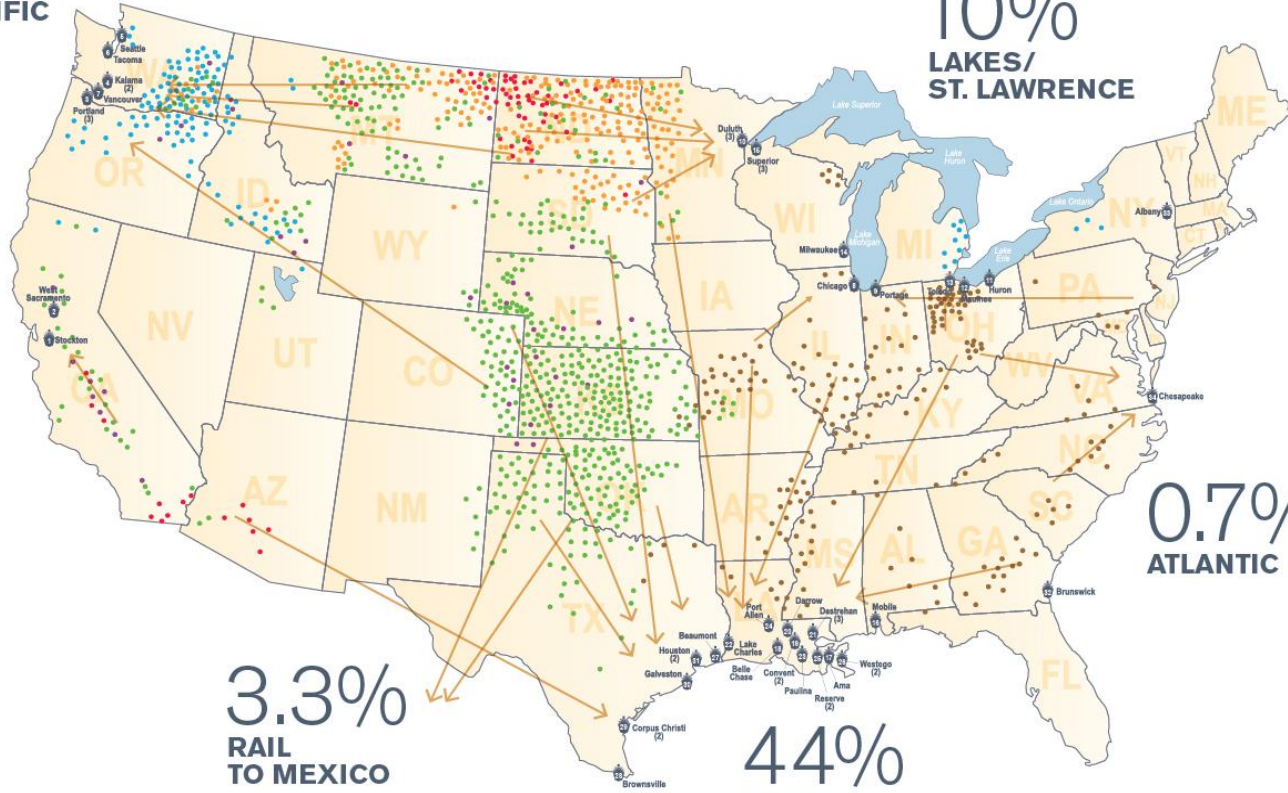 IFIC
10%
LAKES/
ST. LAWRENCE
Seattle
Tacoma
Kalama
(2)
Vancouver
Portland
(3)
WA
OR
ID
MT
WY
SD
MN
Duluth
(3)
Superior
(3)
Lake Superior
Lake
Huron
Lake
Michigan
Lake Ontario
Lake
Erie
WI
MI
Milwaukee
Chicago
Portage
Toledo
Maumee
Huron
ME
VT
NH
MA
CT
NY
Albany
NJ
PA
West
Sacramento
Stockton
CA
NV
UT
CO
AZ
NM
NE
IA
IL
IN
OH
WV
VA
KY
MO
TN
NC
SC
AR
MS
AL
GA
LA
TX
FL
Chesapeake
0.7%
ATLANTIC
Brunswick
Mobile
Port
Allen
Darrow
Destrehan
(3)
Beaumont
Houston
(2)
Galveston
Lake
Charles
Belle
Chase
Convent
(2)
Paulina
Reserve
(2)
Ama
Westego
(2)
Corpus Christi
(2)
Brownsville
3.3%
RAIL
TO MEXICO
44%